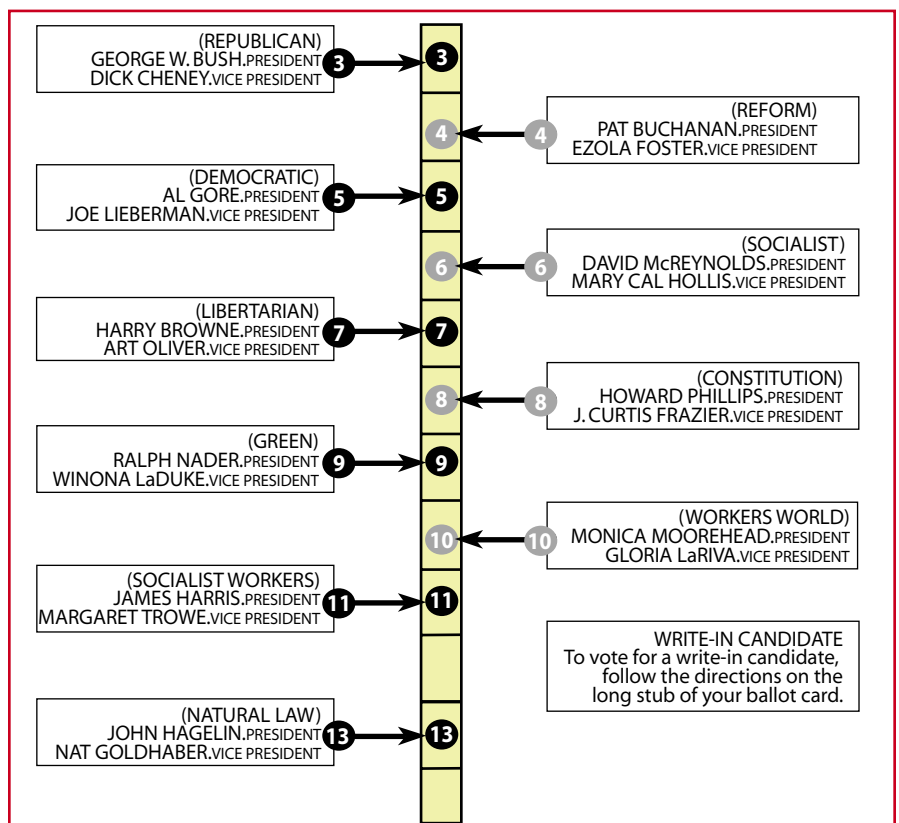 (REPUBLICAN)
GEORGE W. BUSH.PRESIDENT
DICK CHENEY.VICE PRESIDENT
3
3
(REFORM)
PAT BUCHANAN.PRESIDENT
EZOLA FOSTER.VICE PRESIDENT
4
4
(DEMOCRATIC)
AL GORE.PRESIDENT
JOE LIEBERMAN.VICE PRESIDENT
5
5
(SOCIALIST)
DAVID McREYNOLDS.PRESIDENT
MARY CAL HOLLIS.VICE PRESIDENT
6
6
(LIBERTARIAN)
HARRY BROWNE.PRESIDENT
ART OLIVER.VICE PRESIDENT
7
7
(CONSTITUTION)
HOWARD PHILLIPS.PRESIDENT
J. CURTIS FRAZIER.VICE PRESIDENT
8
8
(GREEN)
RALPH NADER.PRESIDENT
WINONA LaDUKE.VICE PRESIDENT
9
9
(WORKERS WORLD)
MONICA MOOREHEAD.PRESIDENT
GLORIA LaRIVA.VICE PRESIDENT
10
10
(SOCIALIST WORKERS)
JAMES HARRIS.PRESIDENT
MARGARET TROWE.VICE PRESIDENT
11
11
WRITE-IN CANDIDATE
To vote for a write-in candidate,
follow the directions on the
long stub of your ballot card.
(NATURAL LAW)
JOHN HAGELIN.PRESIDENT
NAT GOLDHABER.VICE PRESIDENT
13
13